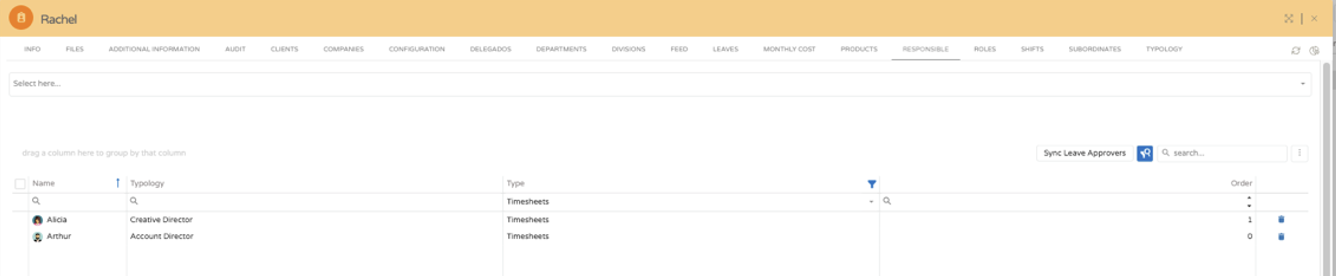 Rachel
INFO FILES ADDITIONAL INFORMATION AUDIT CLIENTS COMPANIES CONFIGURATION DELEGADOS DEPARTMENTS DIVISIONS FEED LEAVES MONTHLY COST PRODUCTS RESPONSIBLE ROLES SHIFTS SUBORDINATES TYPOLOGY
Select here...
drag a column here to group by that column Sync Leave Approvers search...
Name Typology Type Order
Timesheets
Alicia Creative Director Timesheets 1
Arthur Account Director Timesheets 0